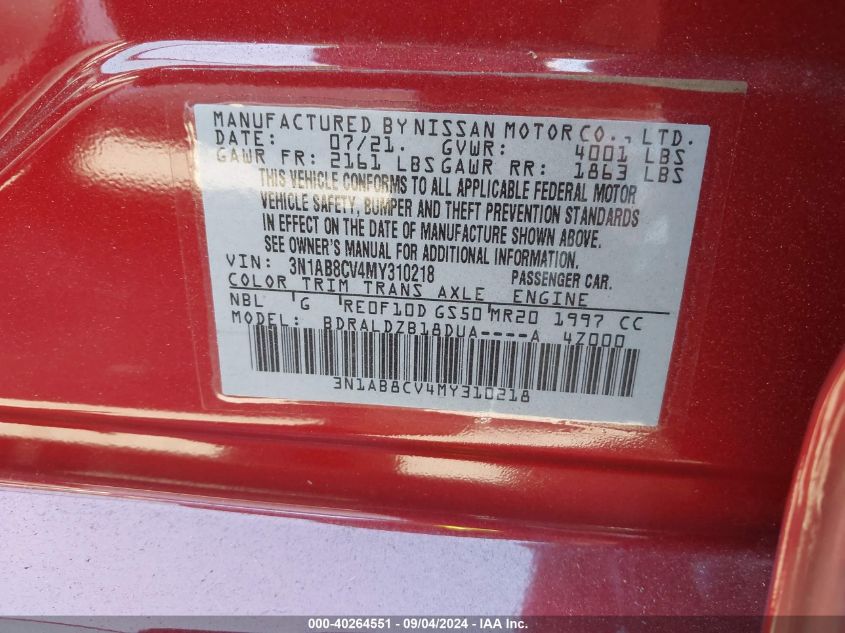 MANUFACTURED BY NISSAN MOTOR CO., LTD.
DATE: 07/21. GVWR: 4001 LBS
GAWR FR: 2161 LBS GAWR RR: 1863 LBS
THIS VEHICLE CONFORMS TO ALL APPLICABLE FEDERAL MOTOR
VEHICLE SAFETY, BUMPER AND THEFT PREVENTION STANDARDS
IN EFFECT ON THE DATE OF MANUFACTURE SHOWN ABOVE.
SEE OWNER'S MANUAL FOR ADDITIONAL INFORMATION.
VIN: 3N1AB8CV4MY310218 PASSENGER CAR.
COLOR TRIM TRANS AXLE ENGINE
NBL 'G RE0F10D GS50 MR20 1997 CC
MODEL: BDRALDZB18DUA----A 4Z000
3N1AB8CV4MY310218
000-40264551 - 09/04/2024 - IAA Inc.